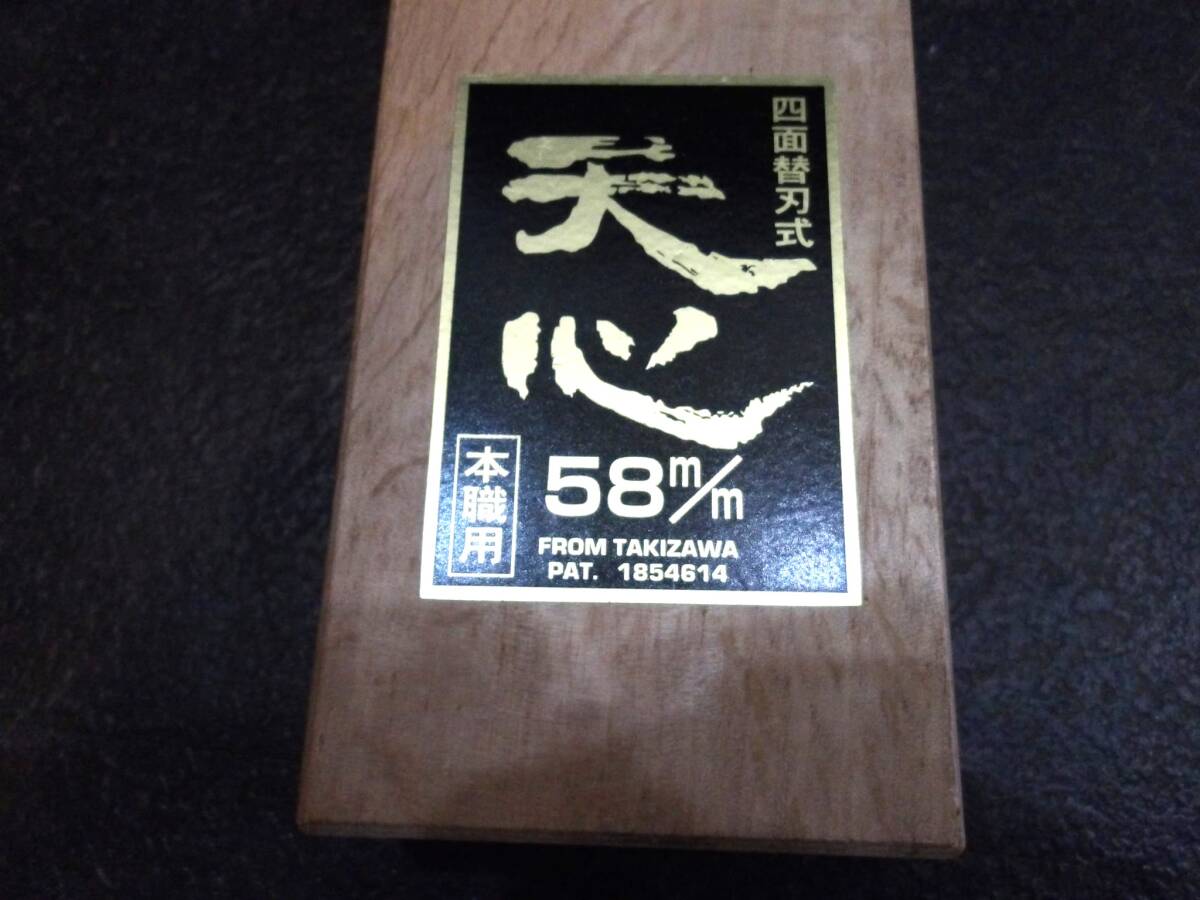 四面替刃式
天心
本職用
58m/m
FROM TAKIZAWA
PAT. 1854614